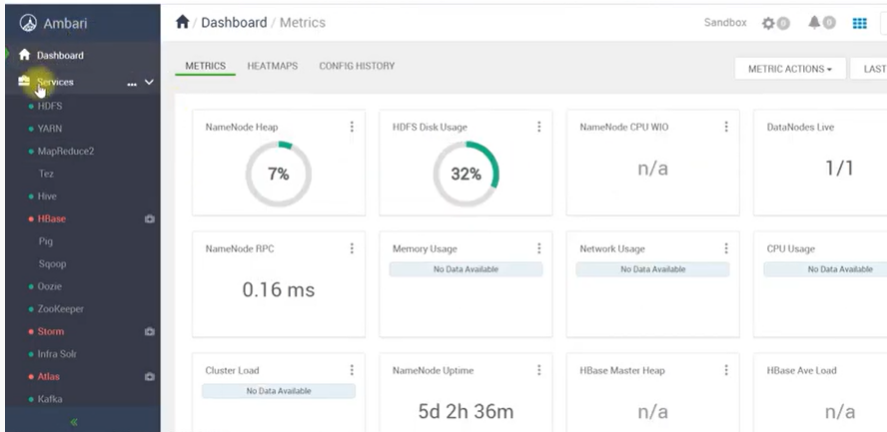 Ambari
Dashboard / Metrics
Sandbox
0
0
Dashboard
Services
METRICS
HEATMAPS
CONFIG HISTORY
METRIC ACTIONS
LAST
HDFS
YARN
MapReduce2
Tez
Hive
HBase
Pig
Sqoop
Oozie
ZooKeeper
Storm
Infra Solr
Atlas
Kafka
NameNode Heap
7%
HDFS Disk Usage
32%
NameNode CPU WIO
n/a
DataNodes Live
1/1
NameNode RPC
0.16 ms
Memory Usage
No Data Available
Network Usage
No Data Available
CPU Usage
No Data Available
Cluster Load
No Data Available
NameNode Uptime
5d 2h 36m
HBase Master Heap
n/a
HBase Ave Load
n/a